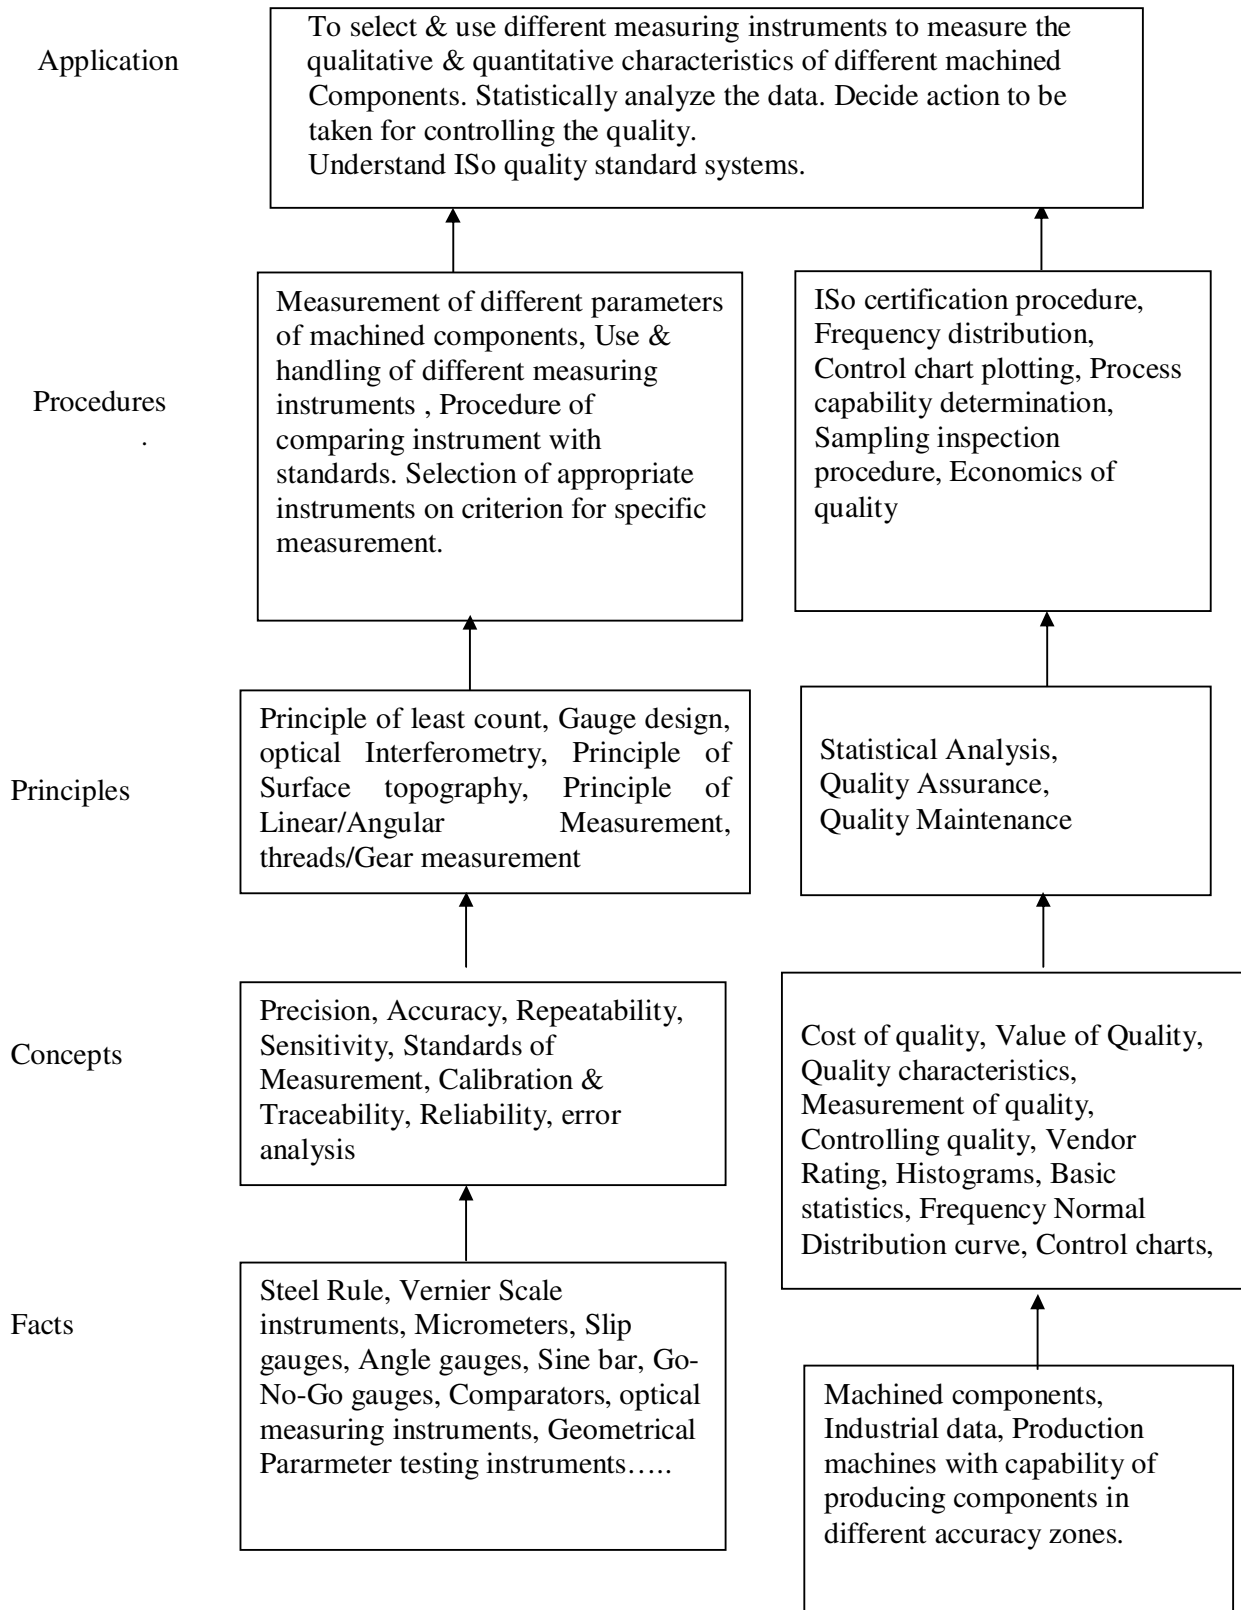 Application
To select & use different measuring instruments to measure the
qualitative & quantitative characteristics of different machined
Components. Statistically analyze the data. Decide action to be
taken for controlling the quality.
Understand ISo quality standard systems.
Procedures
.
Measurement of different parameters
of machined components, Use &
handling of different measuring
instruments , Procedure of
comparing instrument with
standards. Selection of appropriate
instruments on criterion for specific
measurement.
ISo certification procedure,
Frequency distribution,
Control chart plotting, Process
capability determination,
Sampling inspection
procedure, Economics of
quality
Principles
Principle of least count, Gauge design,
optical Interferometry, Principle of
Surface topography, Principle of
Linear/Angular Measurement,
threads/Gear measurement
Statistical Analysis,
Quality Assurance,
Quality Maintenance
Concepts
Precision, Accuracy, Repeatability,
Sensitivity, Standards of
Measurement, Calibration &
Traceability, Reliability, error
analysis
Cost of quality, Value of Quality,
Quality characteristics,
Measurement of quality,
Controlling quality, Vendor
Rating, Histograms, Basic
statistics, Frequency Normal
Distribution curve, Control charts,
Facts
Steel Rule, Vernier Scale
instruments, Micrometers, Slip
gauges, Angle gauges, Sine bar, Go-
No-Go gauges, Comparators, optical
measuring instruments, Geometrical
Pararmeter testing instruments…..
Machined components,
Industrial data, Production
machines with capability of
producing components in
different accuracy zones.